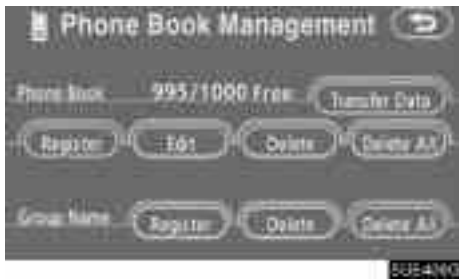 Phone Book Management
Phone Book 995/1000 Free Transfer Data
Register Edit Delete Delete All
Group Name Register Delete Delete All